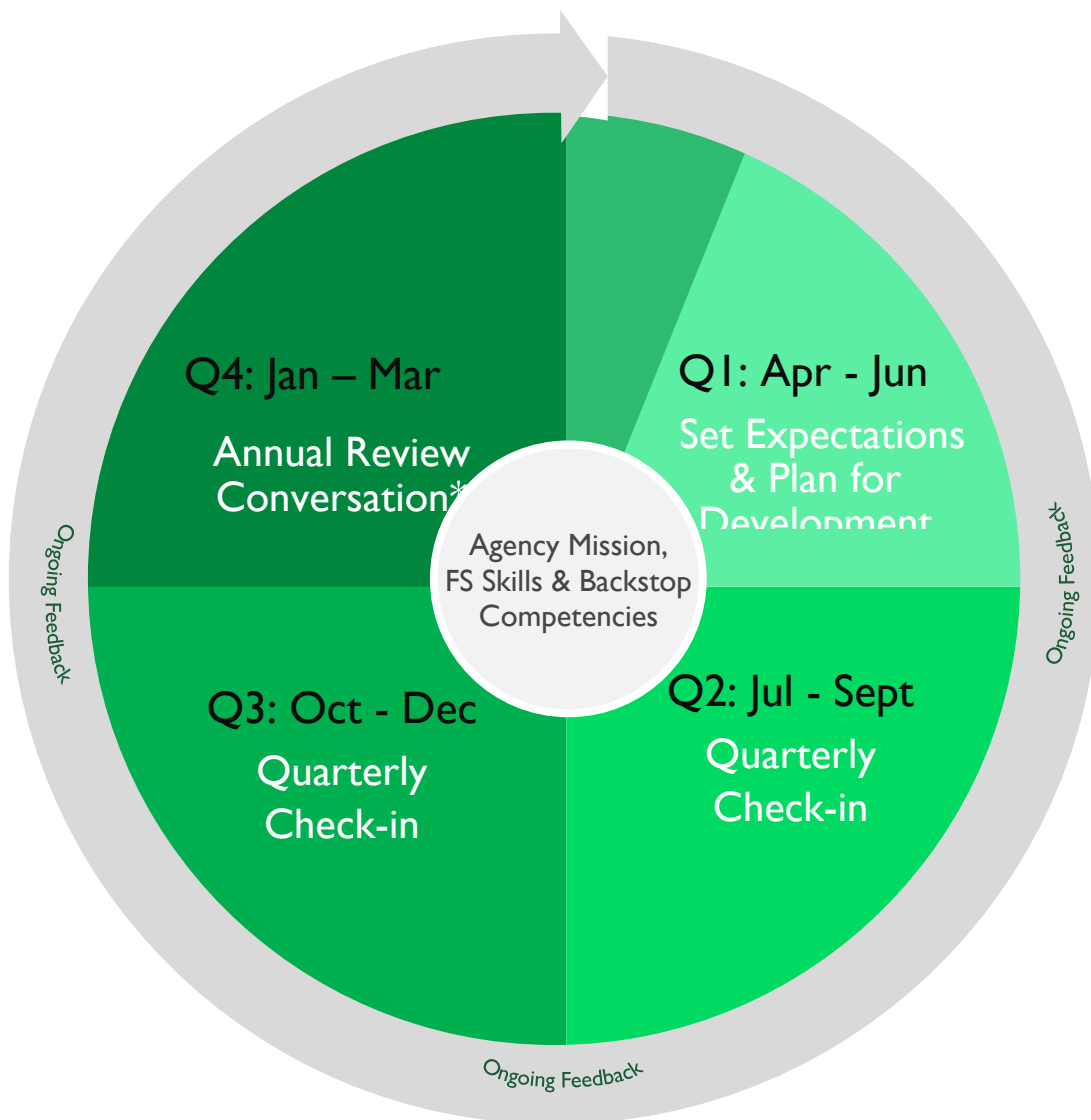 Q4: Jan – Mar
Annual Review
Conversation*
Q1: Apr - Jun
Set Expectations
& Plan for
Development
Agency Mission,
FS Skills & Backstop
Competencies
Q3: Oct - Dec
Quarterly
Check-in
Q2: Jul - Sept
Quarterly
Check-in
Ongoing Feedback
Ongoing Feedback
Ongoing Feedback